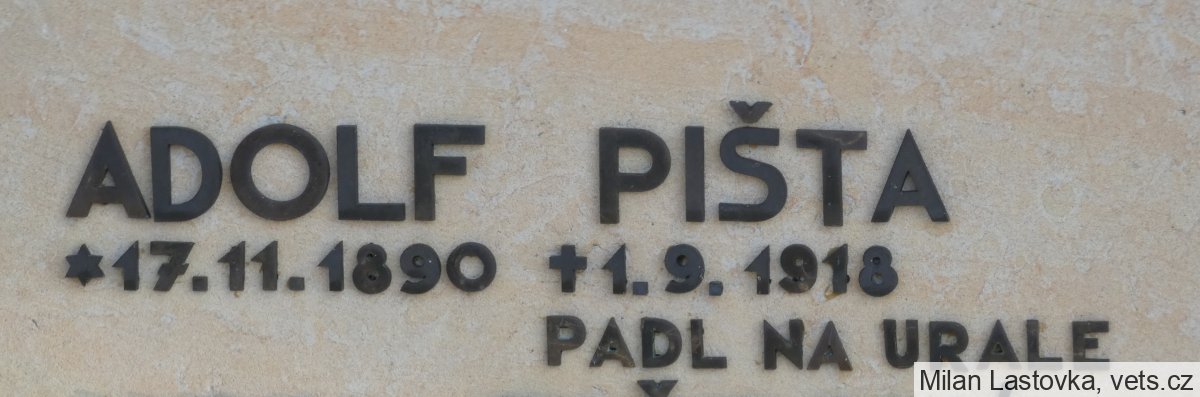 ADOLF PIŠTA
*17.11.1890 †1.9.1918
PADL NA URALE
Milan Lastovka, vets.cz